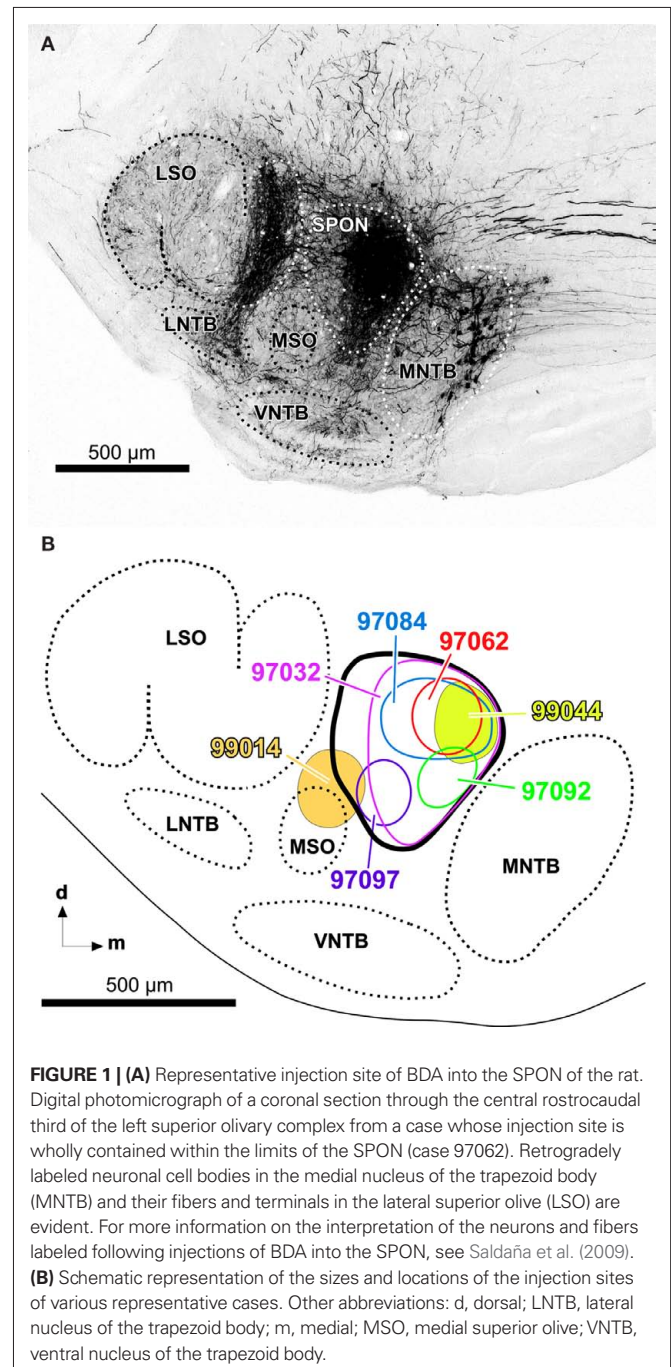 A
LSO
SPON
LNTB
MSO
MNTB
VNTB
500 µm
B
97084
97062
LSO
97032
99044
99014
97092
LNTB
MSO
97097
MNTB
d
m
VNTB
500 µm
FIGURE 1 | (A) Representative injection site of BDA into the SPON of the rat.
Digital photomicrograph of a coronal section through the central rostrocaudal
third of the left superior olivary complex from a case whose injection site is
wholly contained within the limits of the SPON (case 97062). Retrogradely
labeled neuronal cell bodies in the medial nucleus of the trapezoid body
(MNTB) and their fibers and terminals in the lateral superior olive (LSO) are
evident. For more information on the interpretation of the neurons and fibers
labeled following injections of BDA into the SPON, see Saldaña et al. (2009).
(B) Schematic representation of the sizes and locations of the injection sites
of various representative cases. Other abbreviations: d, dorsal; LNTB, lateral
nucleus of the trapezoid body; m, medial; MSO, medial superior olive; VNTB,
ventral nucleus of the trapezoid body.